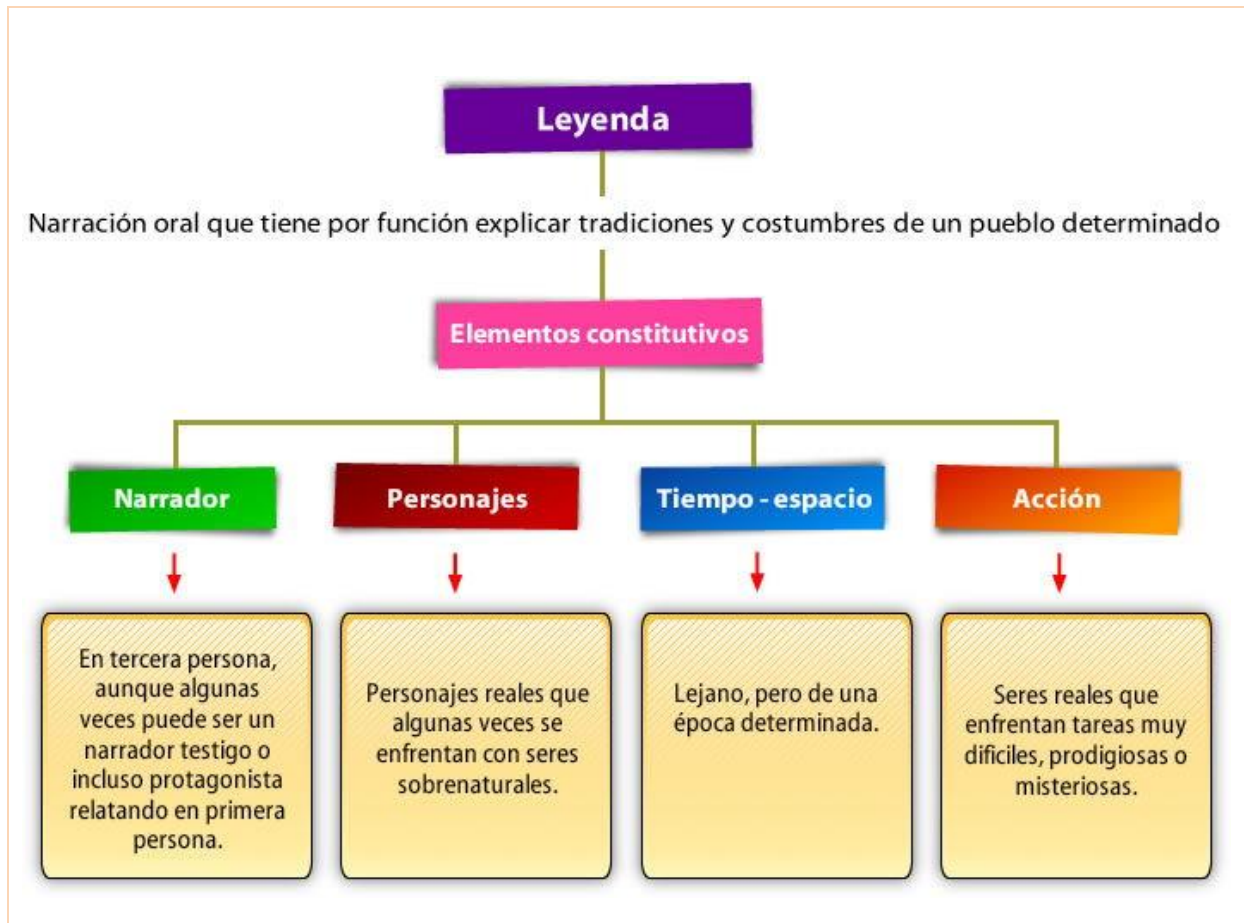 Leyenda
Narración oral que tiene por función explicar tradiciones y costumbres de un pueblo determinado
Elementos constitutivos
Narrador
Personajes
Tiempo - espacio
Acción
En tercera persona,
aunque algunas
veces puede ser un
narrador testigo o
incluso protagonista
relatando en primera
persona.
Personajes reales que
algunas veces se
enfrentan con seres
sobrenaturales.
Lejano, pero de una
época determinada.
Seres reales que
enfrentan tareas muy
dificiles, prodigiosas o
misteriosas.